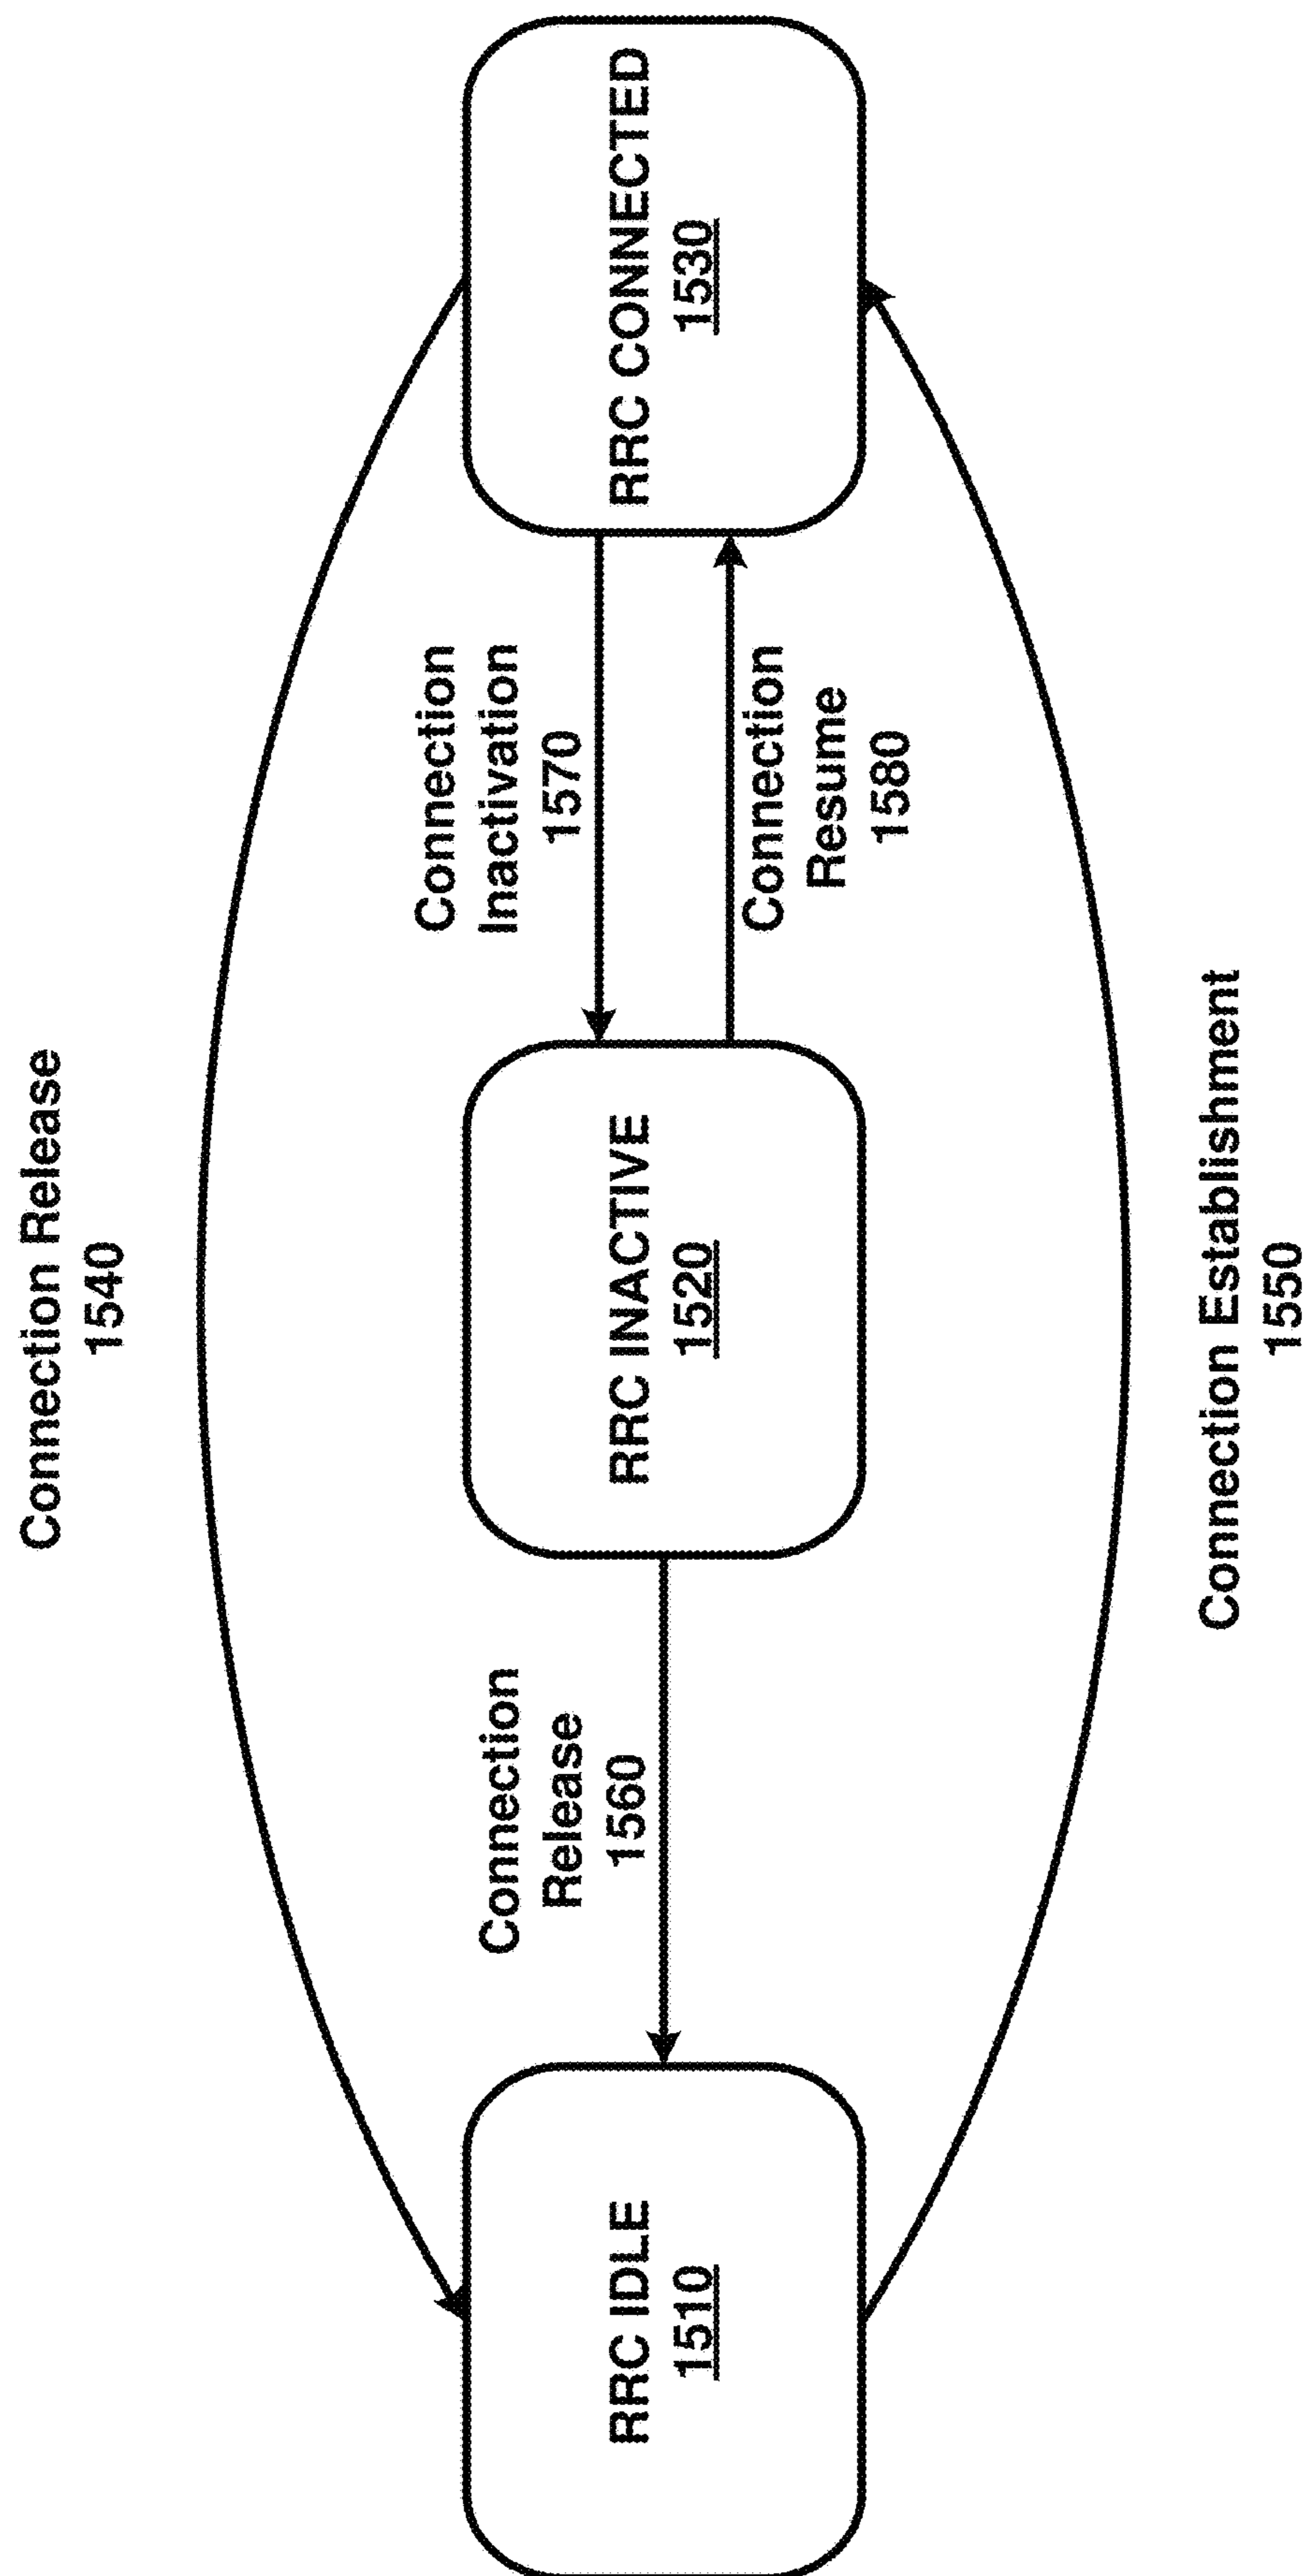 Connection Release
1540
RRC IDLE
1510
Connection
Release
1560
RRC INACTIVE
1520
Connection
Inactivation
1570
Connection
Resume
1580
RRC CONNECTED
1530
Connection Establishment
1550